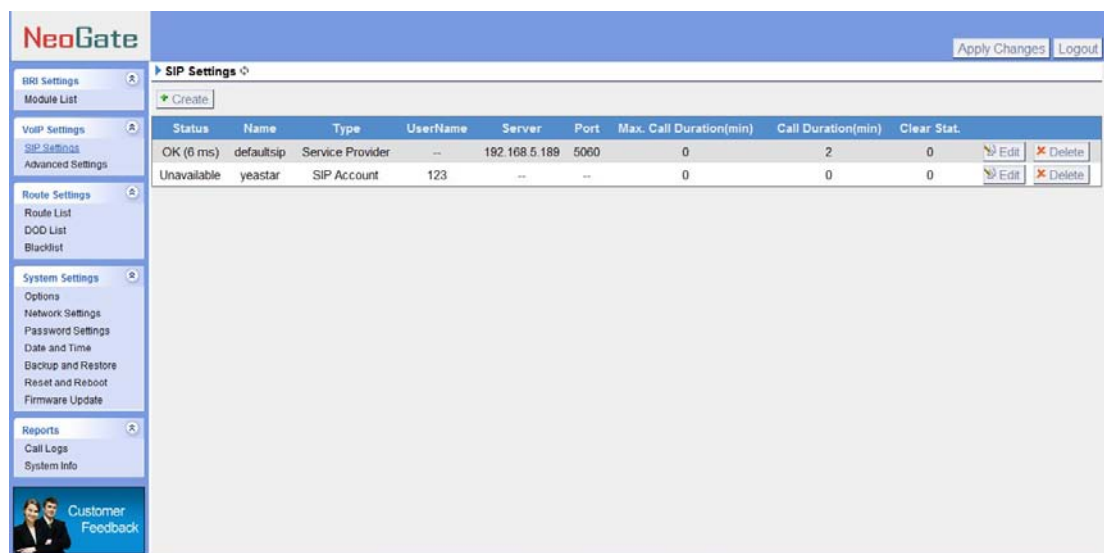 NeoGate
Apply Changes Logout
BRI Settings
Module List
VoIP Settings
SIP Settings
Advanced Settings
Route Settings
Route List
DOD List
Blacklist
System Settings
Options
Network Settings
Password Settings
Date and Time
Backup and Restore
Reset and Reboot
Firmware Update
Reports
Call Logs
System Info
Customer
Feedback
SIP Settings
Create
Status Name Type UserName Server Port Max. Call Duration(min) Call Duration(min) Clear Stat.
OK (6 ms) defaultsip Service Provider -- 192.168.5.189 5060 0 2 0 Edit Delete
Unavailable yeastar SIP Account 123 -- -- 0 0 0 Edit Delete